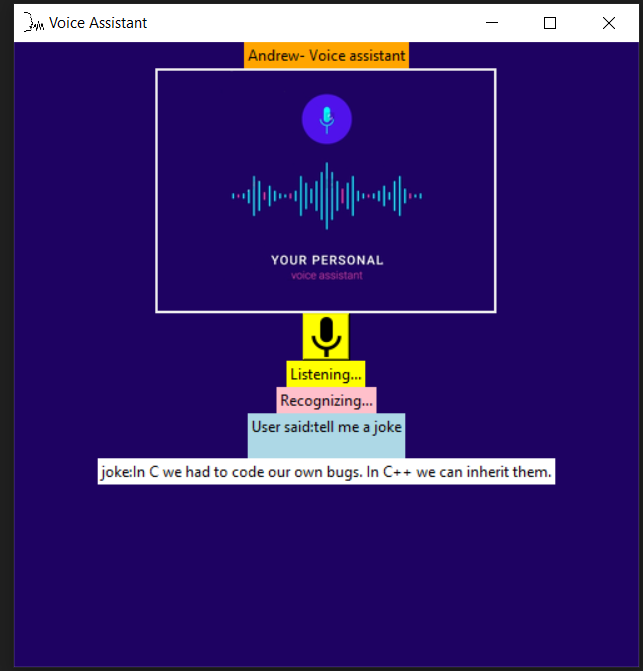 Voice Assistant
Andrew- Voice assistant
YOUR PERSONAL
voice assistant
Listening...
Recognizing...
User said:tell me a joke
joke:In C we had to code our own bugs. In C++ we can inherit them.